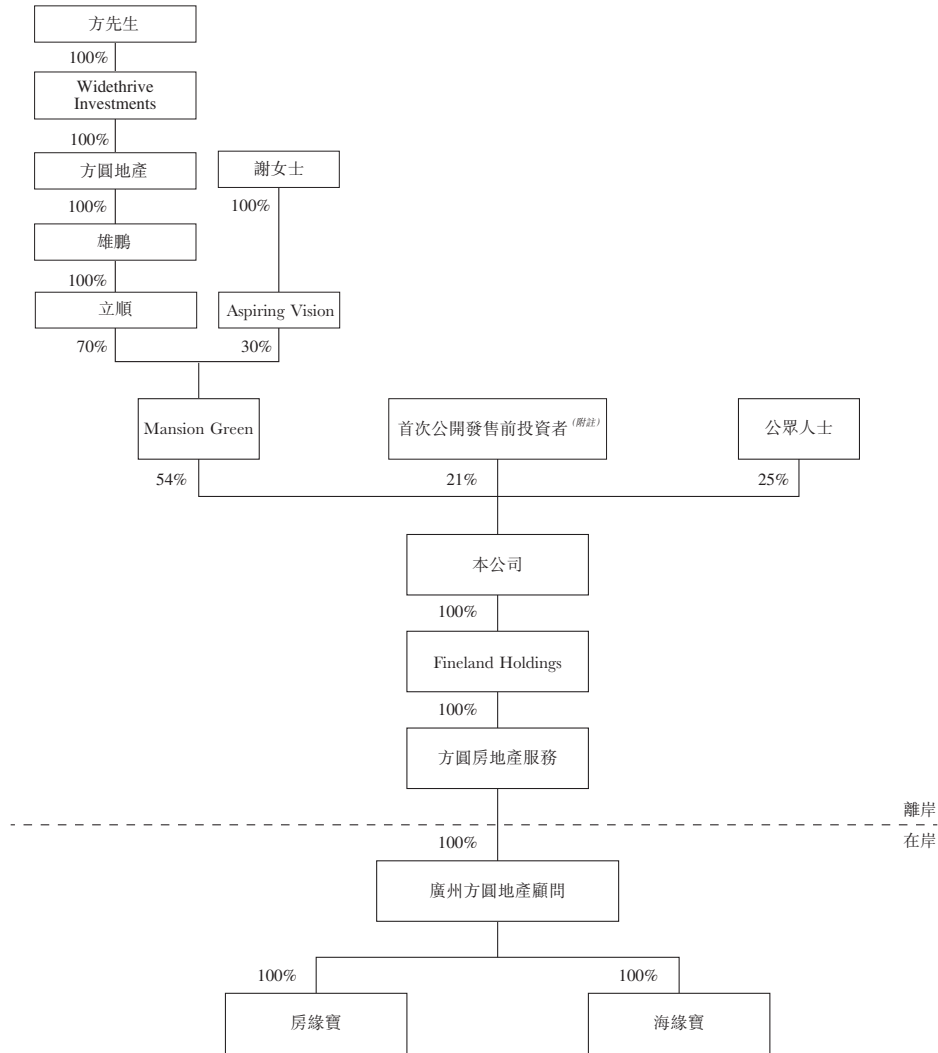 方先生
100%
Widethrive
Investments
100%
方圓地產
謝女士
100%
100%
雄鵬
100%
立順
Aspiring Vision
70%
30%
Mansion Green
首次公開發售前投資者(附註)
公眾人士
54%
21%
25%
本公司
100%
Fineland Holdings
100%
方圓房地產服務
離岸
在岸
100%
廣州方圓地產顧問
100%
100%
房緣寶
海緣寶